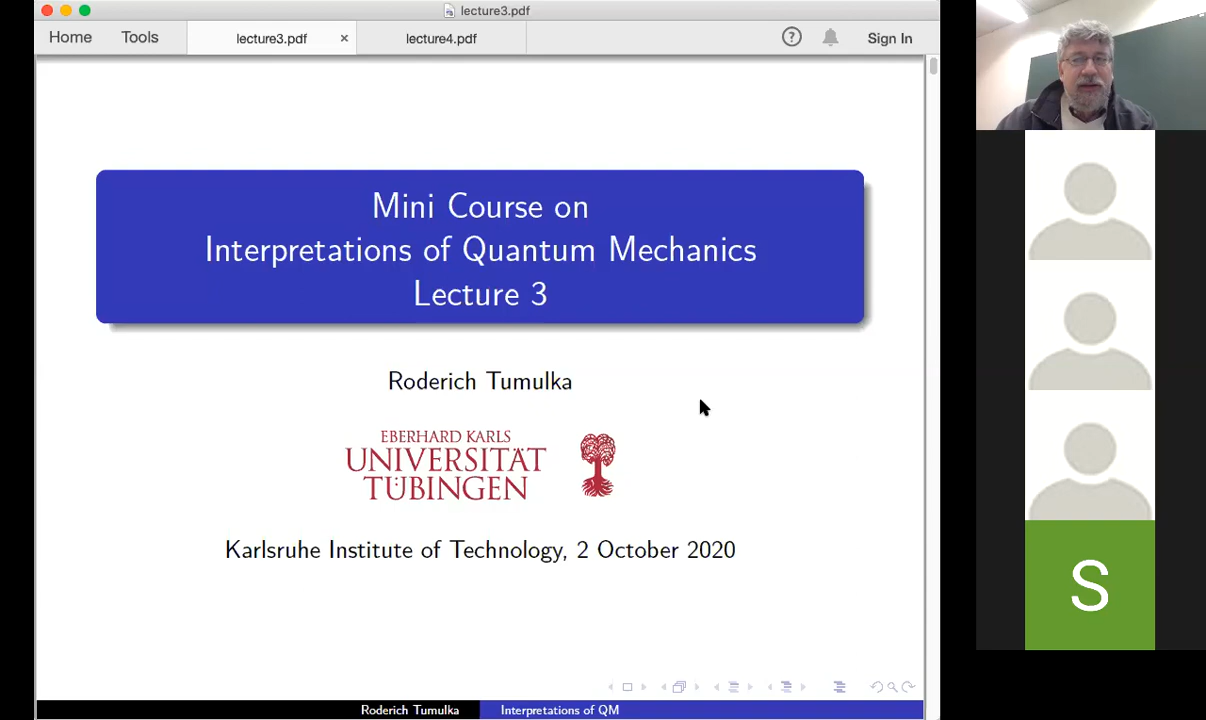 lecture3.pdf
Home Tools lecture3.pdf × lecture4.pdf ? Sign In
Mini Course on
Interpretations of Quantum Mechanics
Lecture 3
Roderich Tumulka
EBERHARD KARLS
UNIVERSITÄT
TÜBINGEN
Karlsruhe Institute of Technology, 2 October 2020
Roderich Tumulka Interpretations of QM
S